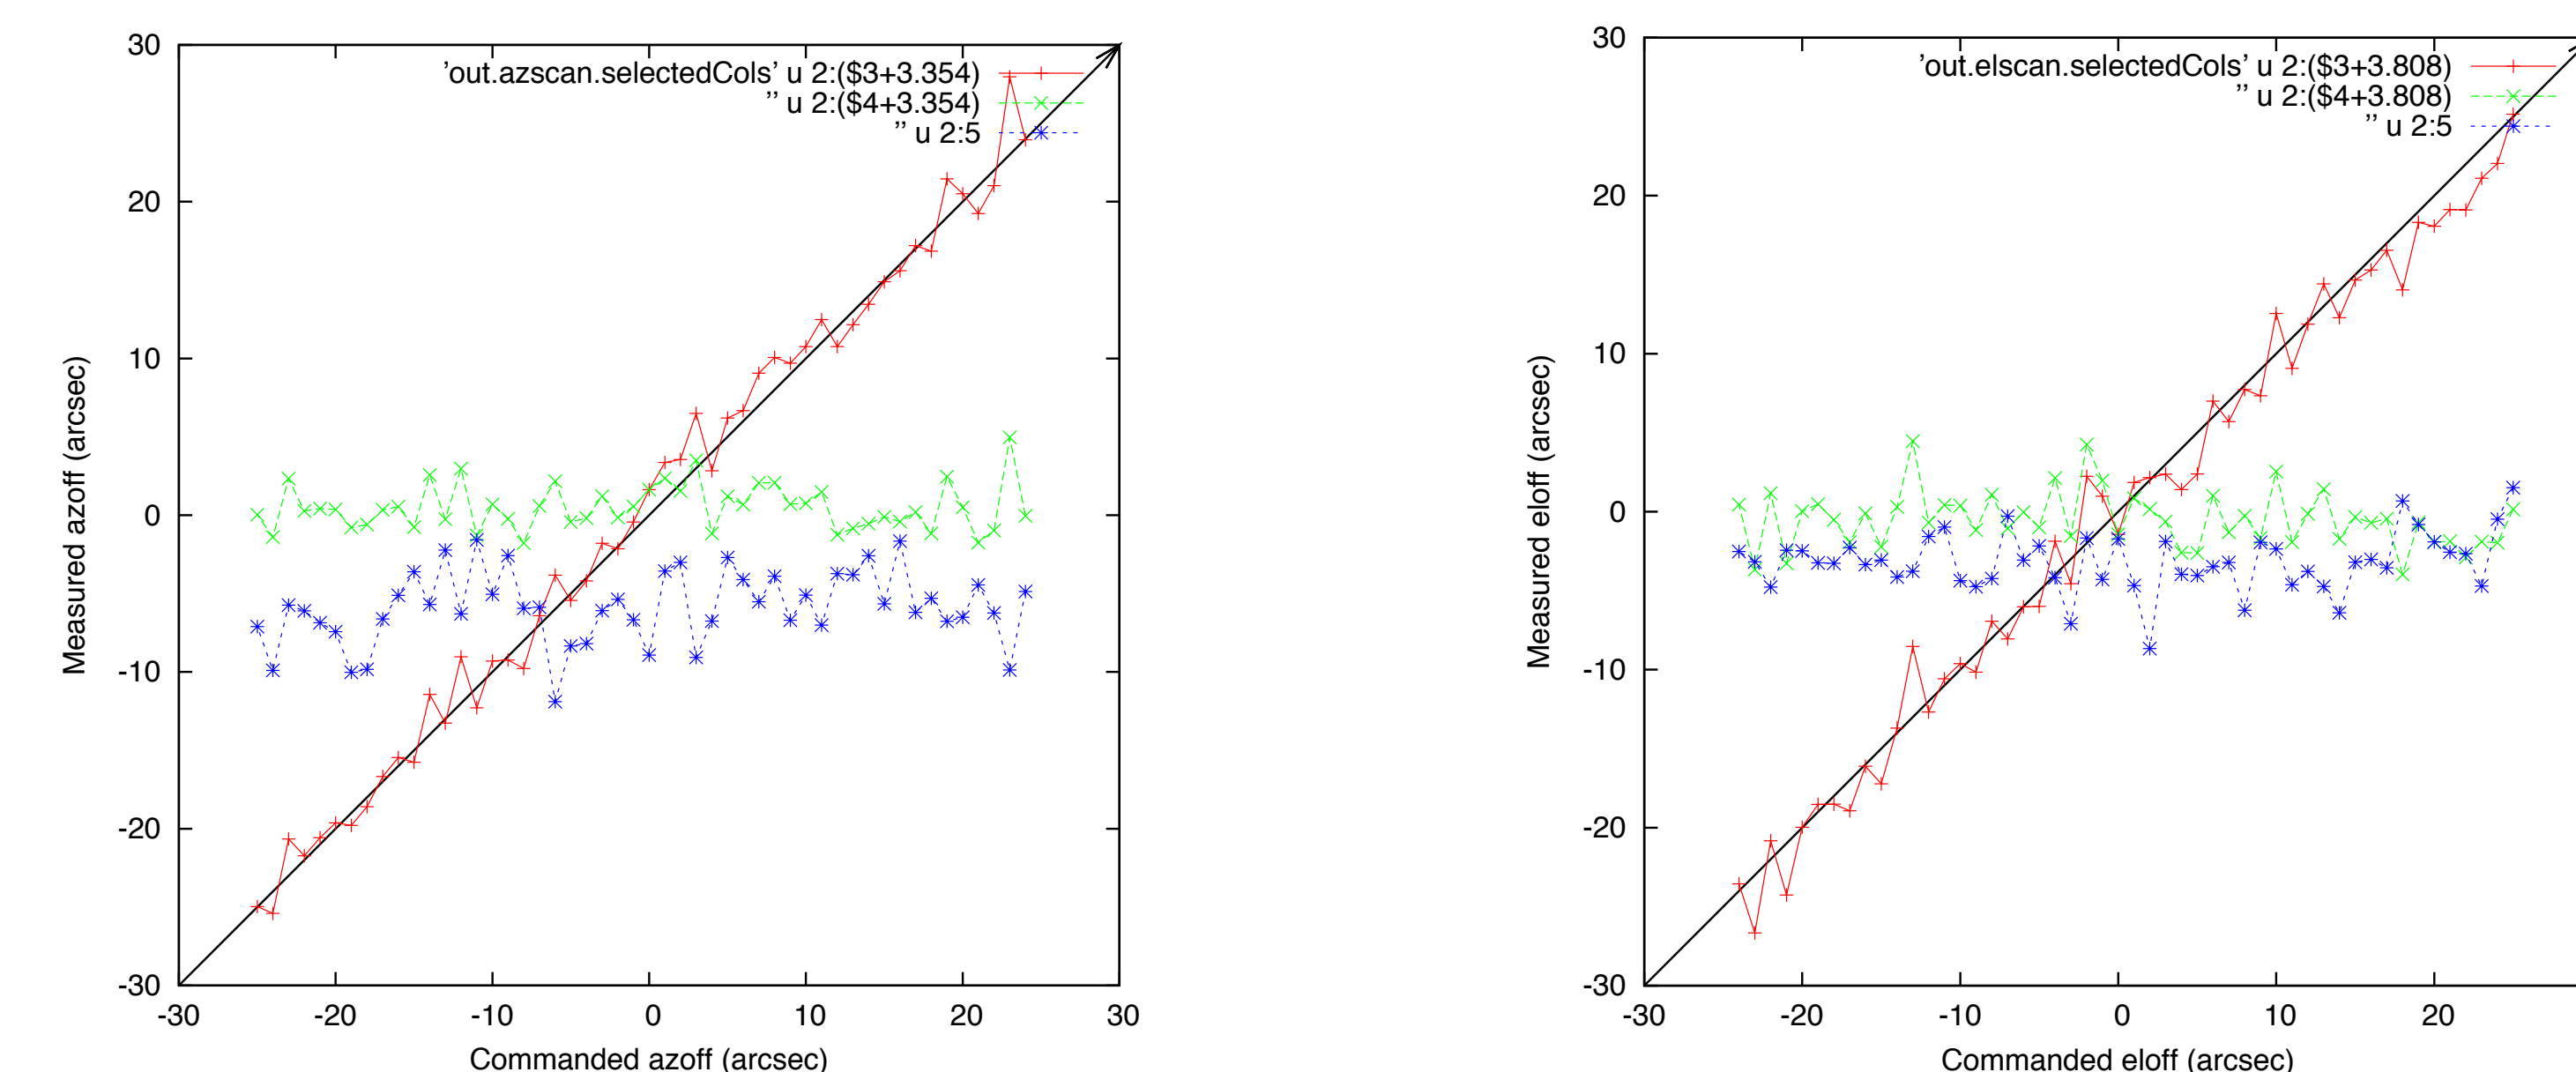 30
'out.azscan.selectedCols' u 2:($3+3.354)
'' u 2:($4+3.354)
'' u 2:5
20
10
0
-10
-20
-30
Measured azoff (arcsec)
-30 -20 -10 0 10 20 30
Commanded azoff (arcsec)
30
'out.elscan.selectedCols' u 2:($3+3.808)
'' u 2:($4+3.808)
'' u 2:5
20
10
0
-10
-20
-30
Measured eloff (arcsec)
-30 -20 -10 0 10 20
Commanded eloff (arcsec)